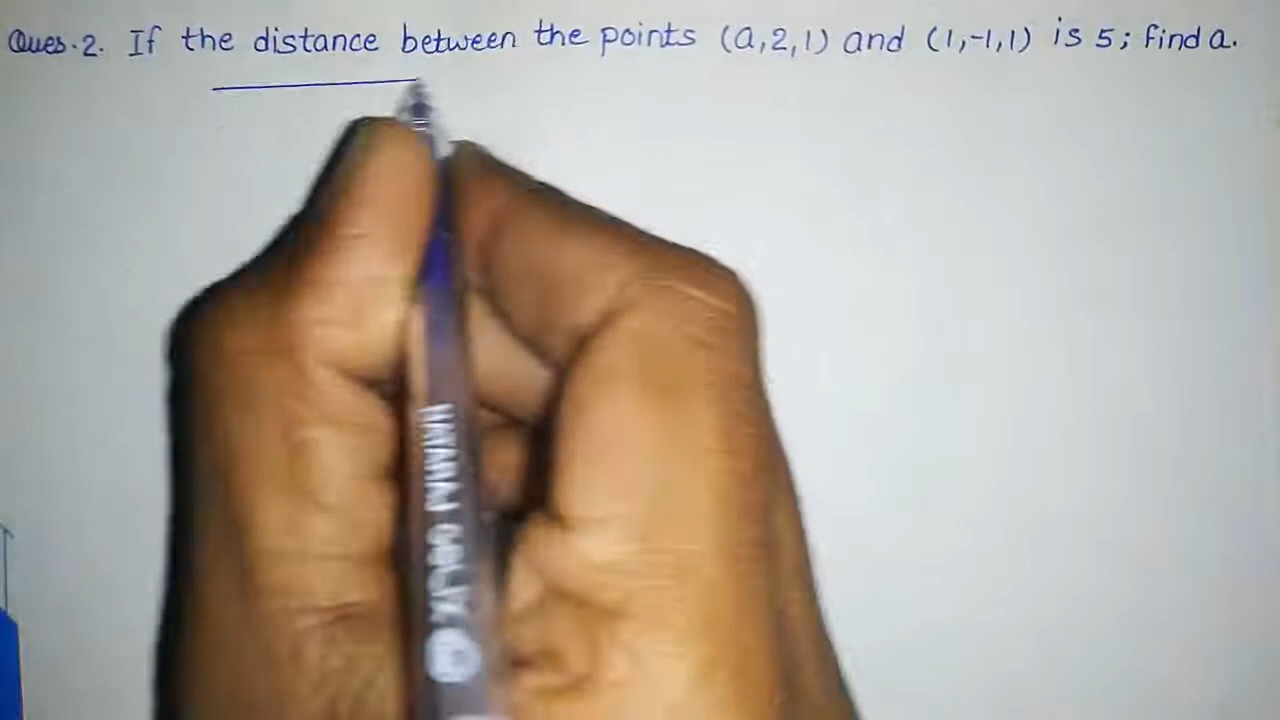 Ques.2. If the distance between the points (a,2,1) and (1,-1,1) is 5; find a.